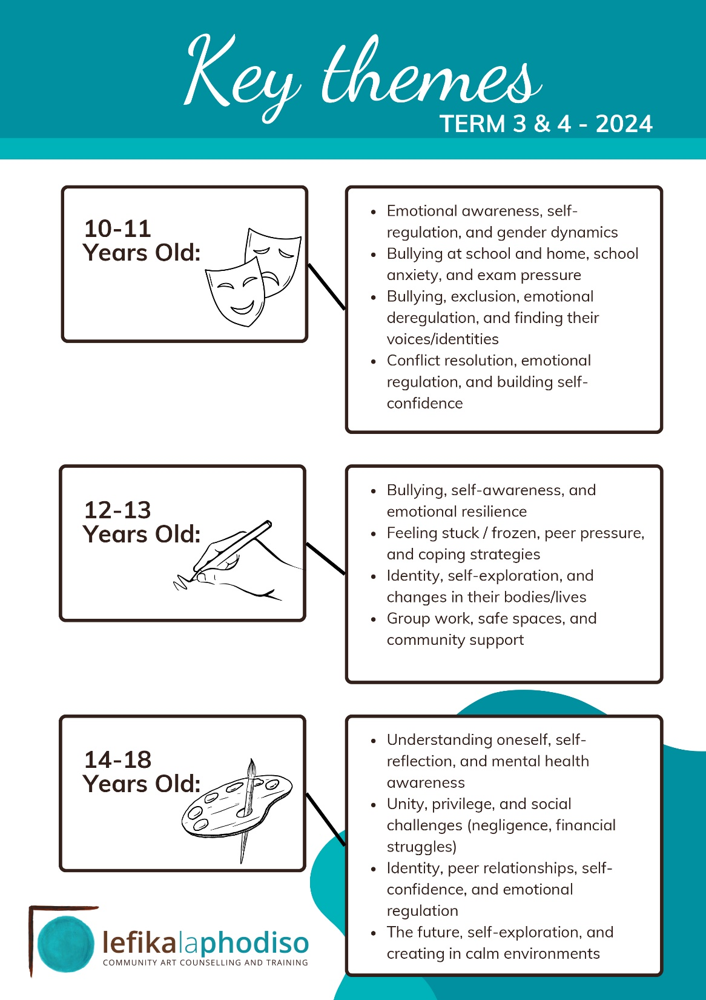 Key themes
TERM 3 & 4 - 2024
10-11
Years Old:
• Emotional awareness, self-
regulation, and gender dynamics
• Bullying at school and home, school
anxiety, and exam pressure
• Bullying, exclusion, emotional
deregulation, and finding their
voices/identities
• Conflict resolution, emotional
regulation, and building self-
confidence
12-13
Years Old:
• Bullying, self-awareness, and
emotional resilience
• Feeling stuck / frozen, peer pressure,
and coping strategies
• Identity, self-exploration, and
changes in their bodies/lives
• Group work, safe spaces, and
community support
14-18
Years Old:
• Understanding oneself, self-
reflection, and mental health
awareness
• Unity, privilege, and social
challenges (negligence, financial
struggles)
• Identity, peer relationships, self-
confidence, and emotional
regulation
• The future, self-exploration, and
creating in calm environments
lefikalaphodiso
COMMUNITY ART COUNSELLING AND TRAINING